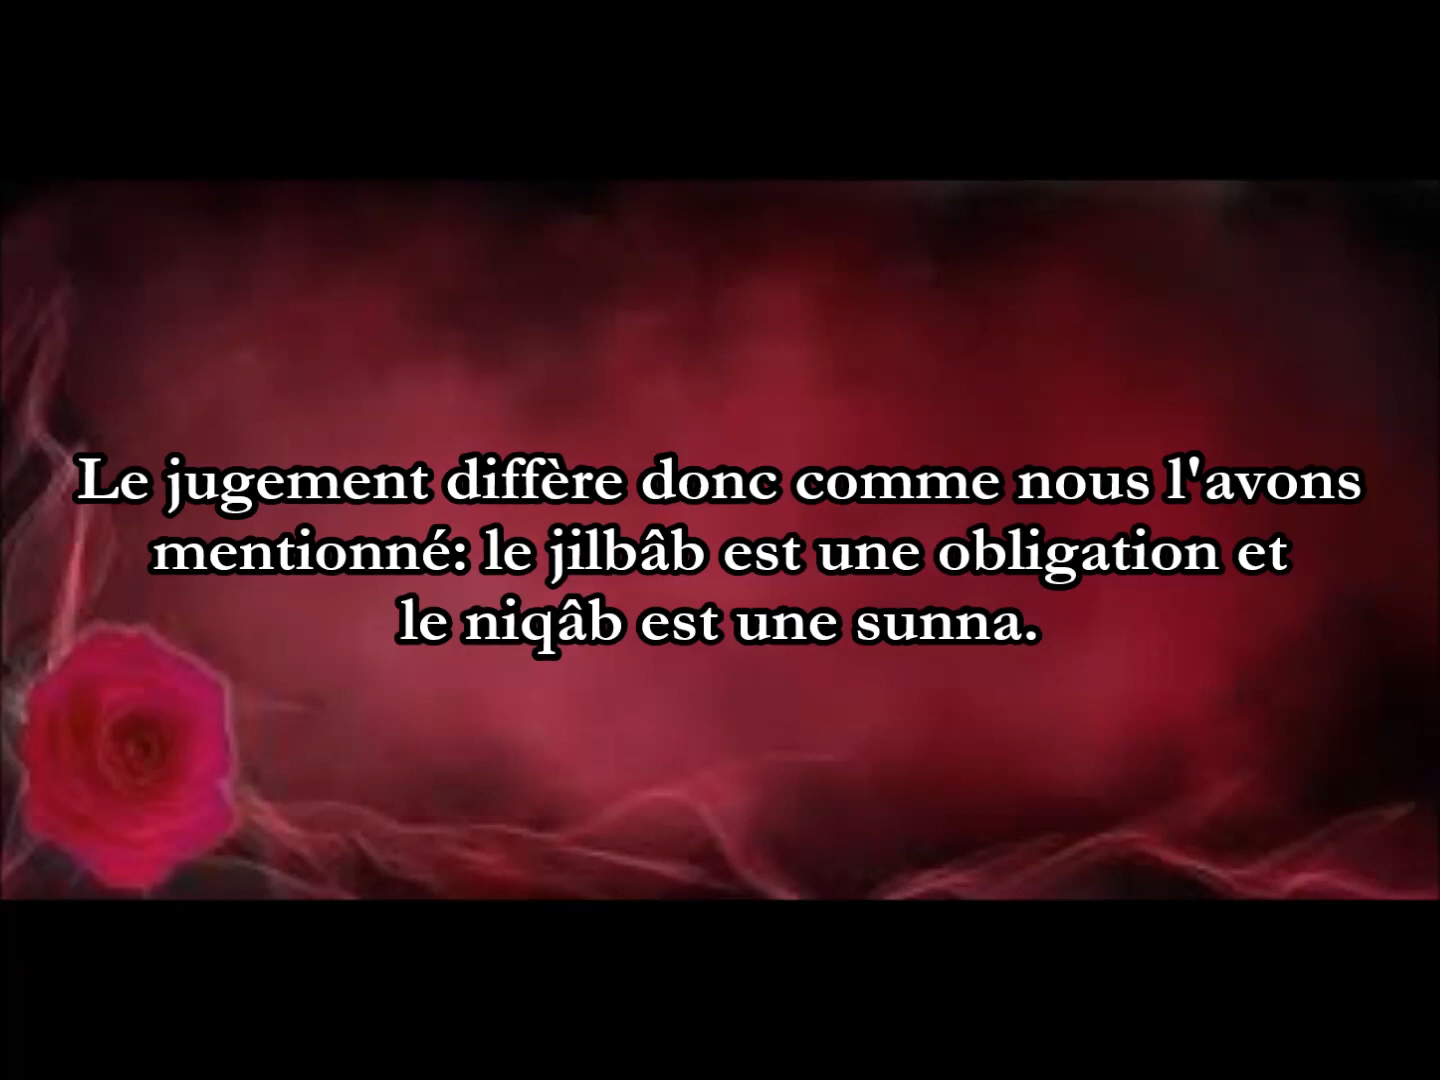 Le jugement diffère donc comme nous l'avons
mentionné: le jilbâb est une obligation et
le niqâb est une sunna.